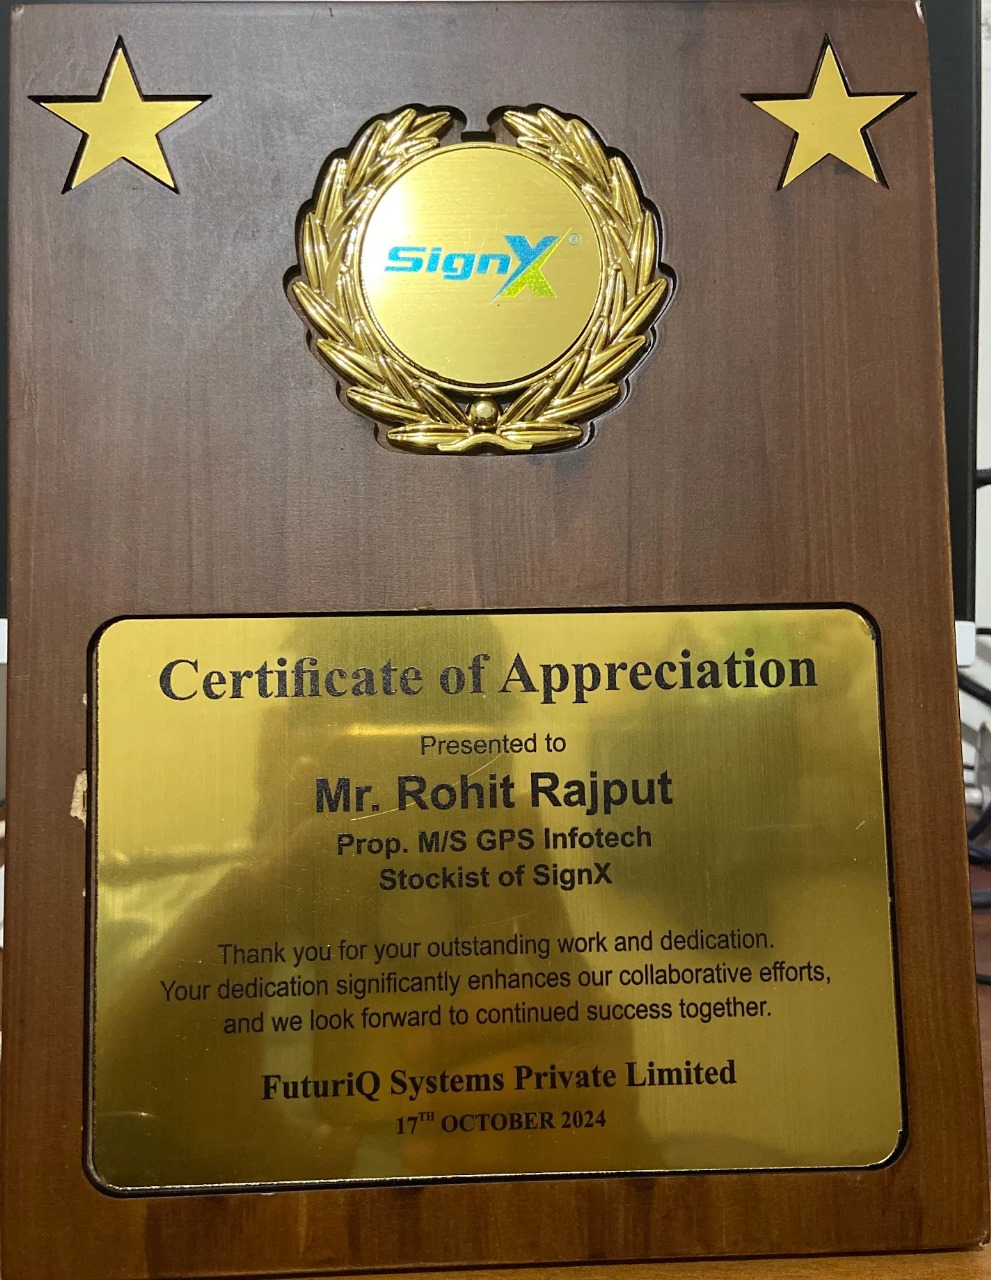 SignX®
Certificate of Appreciation
Presented to
Mr. Rohit Rajput
Prop. M/S GPS Infotech
Stockist of SignX
Thank you for your outstanding work and dedication.
Your dedication significantly enhances our collaborative efforts,
and we look forward to continued success together.
FuturiQ Systems Private Limited
17TH OCTOBER 2024